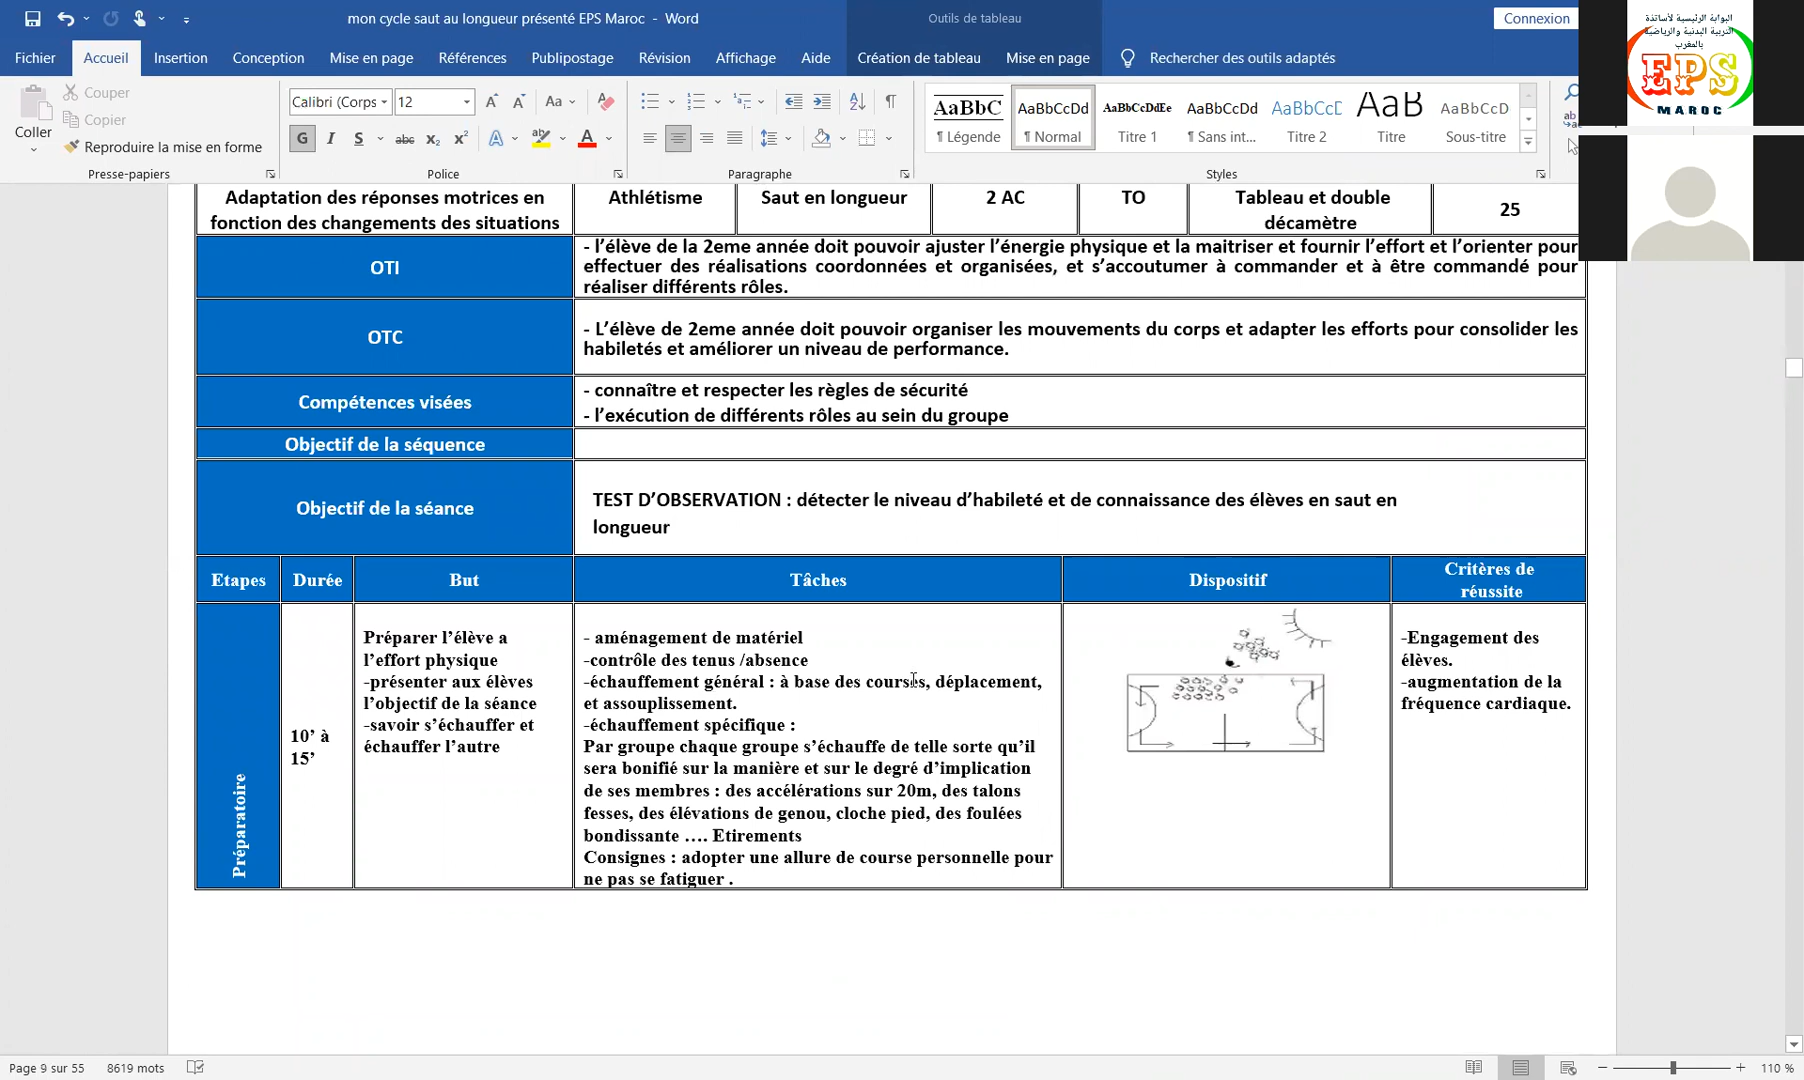 mon cycle saut au longueur présenté EPS Maroc - Word
Outils de tableau
Connexion
Fichier Accueil Insertion Conception Mise en page Références Publipostage Révision Affichage Aide Création de tableau Mise en page Rechercher des outils adaptés
البوابة الرئيسية لأساتذة
التربية البدنية والرياضية
بالمغرب
EPS
MAROC
Coller
Couper
Copier
Reproduire la mise en forme
Presse-papiers
Calibri (Corps 12
Police
Paragraphe
AaBbC AaBbCcDd AaBbCcDdEe AaBbCcDd AaBbCcD AaB AaBbCcD
¶ Légende ¶ Normal Titre 1 ¶ Sans int... Titre 2 Titre Sous-titre
Styles
Adaptation des réponses motrices en
fonction des changements des situations
Athlétisme
Saut en longueur
2 AC
TO
Tableau et double
décamètre
25
OTI
- l’élève de la 2eme année doit pouvoir ajuster l’énergie physique et la maitriser et fournir l’effort et l’orienter pour
effectuer des réalisations coordonnées et organisées, et s’accoutumer à commander et à être commandé pour
réaliser différents rôles.
OTC
- L’élève de 2eme année doit pouvoir organiser les mouvements du corps et adapter les efforts pour consolider les
habiletés et améliorer un niveau de performance.
Compétences visées
- connaître et respecter les règles de sécurité
- l’exécution de différents rôles au sein du groupe
Objectif de la séquence
Objectif de la séance
TEST D’OBSERVATION : détecter le niveau d’habileté et de connaissance des élèves en saut en
longueur
Etapes Durée But Tâches Dispositif Critères de
réussite
Préparatoire
10’ à
15’
Préparer l’élève a
l’effort physique
-présenter aux élèves
l’objectif de la séance
-savoir s’échauffer et
échauffer l’autre
- aménagement de matériel
-contrôle des tenus /absence
-échauffement général : à base des courses, déplacement,
et assouplissement.
-échauffement spécifique :
Par groupe chaque groupe s’échauffe de telle sorte qu’il
sera bonifié sur la manière et sur le degré d’implication
de ses membres : des accélérations sur 20m, des talons
fesses, des élévations de genou, cloche pied, des foulées
bondissante …. Etirements
Consignes : adopter une allure de course personnelle pour
ne pas se fatiguer .
-Engagement des
élèves.
-augmentation de la
fréquence cardiaque.
Page 9 sur 55 8619 mots
110 %